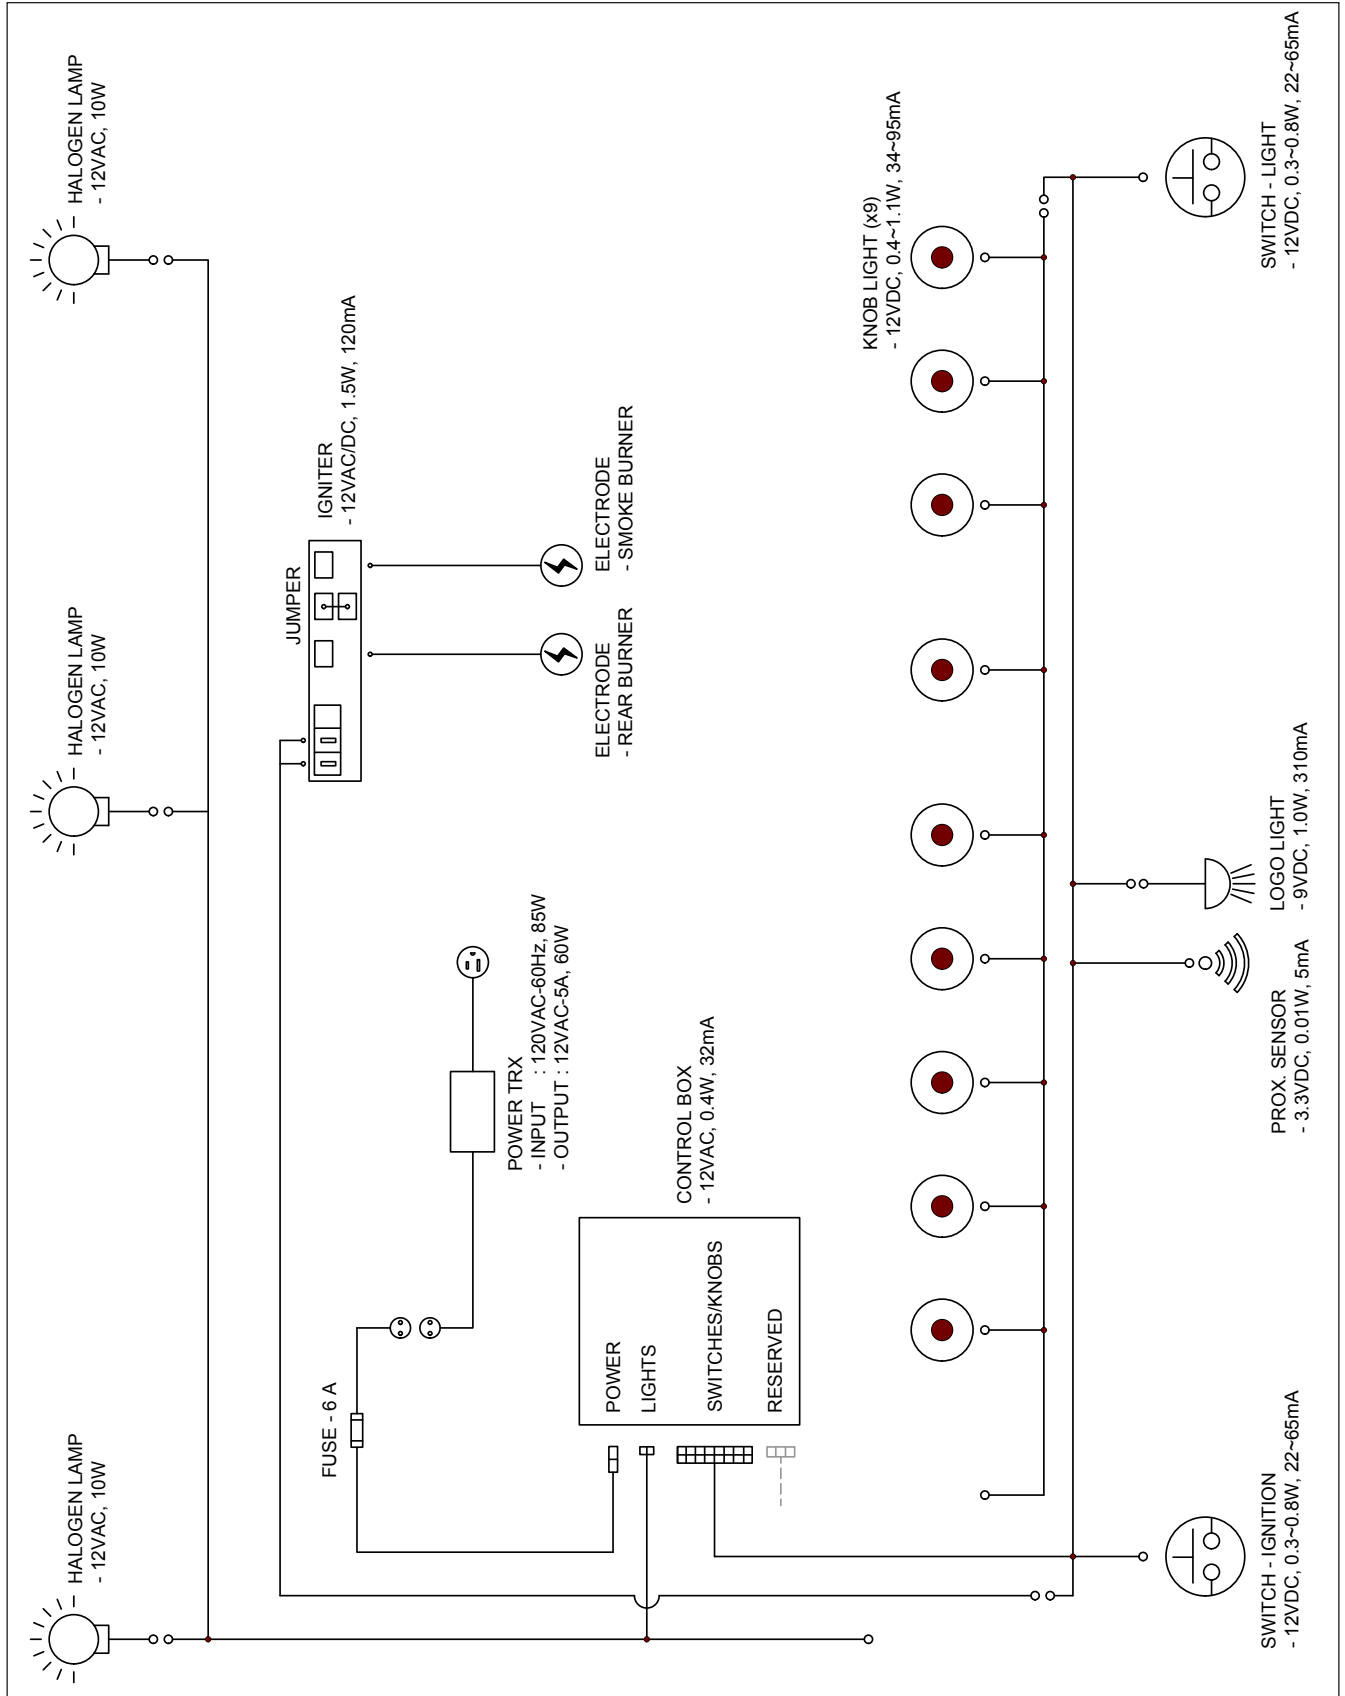 HALOGEN LAMP
- 12VAC, 10W
HALOGEN LAMP
- 12VAC, 10W
HALOGEN LAMP
- 12VAC, 10W
FUSE - 6 A
JUMPER
IGNITER
- 12VAC/DC, 1.5W, 120mA
POWER TRX
- INPUT : 120VAC-60Hz, 85W
- OUTPUT : 12VAC-5A, 60W
ELECTRODE
- REAR BURNER
ELECTRODE
- SMOKE BURNER
POWER
LIGHTS
SWITCHES/KNOBS
RESERVED
CONTROL BOX
- 12VAC, 0.4W, 32mA
KNOB LIGHT (x9)
- 12VDC, 0.4~1.1W, 34~95mA
SWITCH - IGNITION
- 12VDC, 0.3~0.8W, 22~65mA
PROX. SENSOR
- 3.3VDC, 0.01W, 5mA
LOGO LIGHT
- 9VDC, 1.0W, 310mA
SWITCH - LIGHT
- 12VDC, 0.3~0.8W, 22~65mA